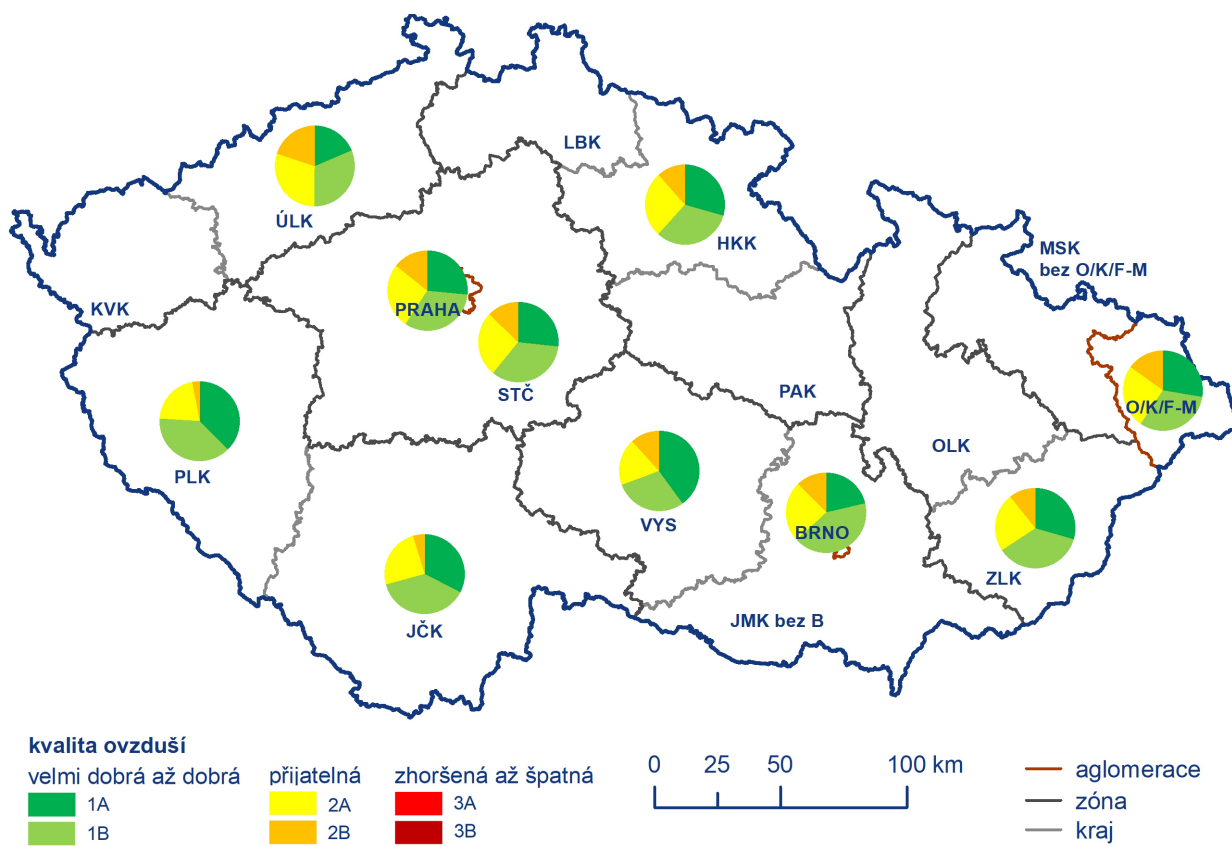 LBK
ÚLK
HKK
MSK
bez O/K/F-M
KVK
PRAHA
STČ
PAK
O/K/F-M
OLK
PLK
VYS
BRNO
ZLK
JČK
JMK bez B
kvalita ovzduší
velmi dobrá až dobrá
1A
1B
přijatelná
2A
2B
zhoršená až špatná
3A
3B
0 25 50 100 km
aglomerace
zóna
kraj